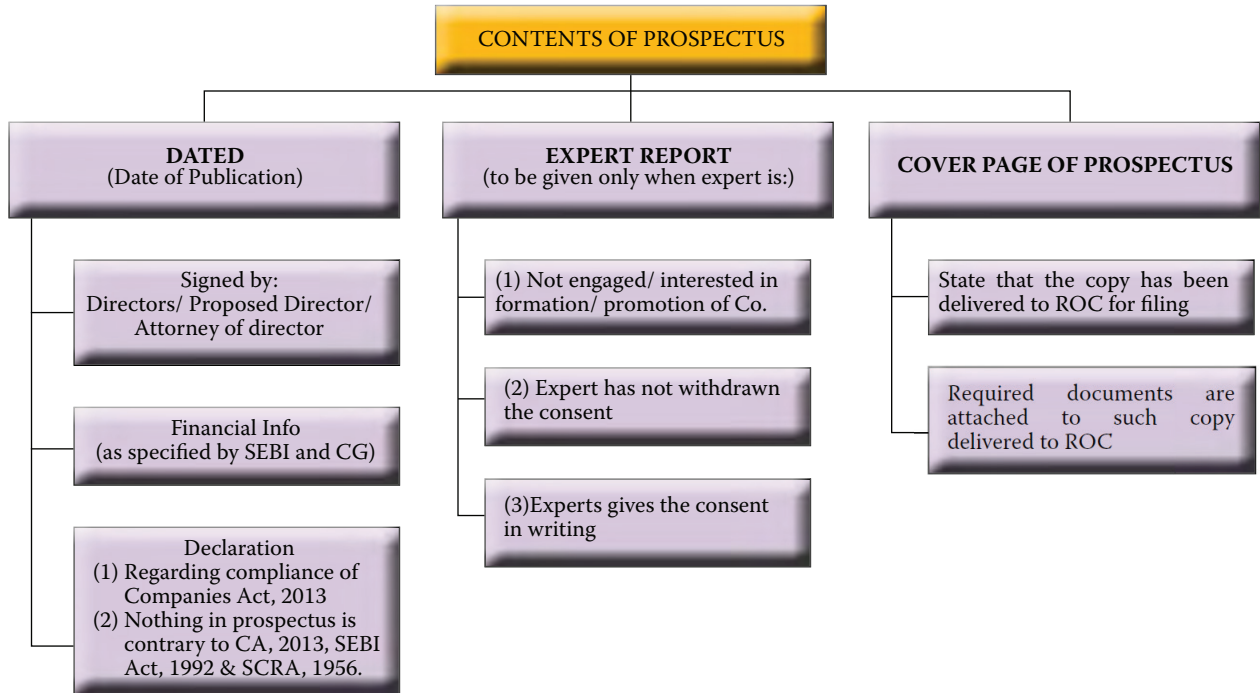 CONTENTS OF PROSPECTUS
DATED
(Date of Publication)
Signed by:
Directors/ Proposed Director/
Attorney of director
Financial Info
(as specified by SEBI and CG)
Declaration
(1) Regarding compliance of
Companies Act, 2013
(2) Nothing in prospectus is
contrary to CA, 2013, SEBI
Act, 1992 & SCRA, 1956.
EXPERT REPORT
(to be given only when expert is:)
(1) Not engaged/ interested in
formation/ promotion of Co.
(2) Expert has not withdrawn
the consent
(3)Experts gives the consent
in writing
COVER PAGE OF PROSPECTUS
State that the copy has been
delivered to ROC for filing
Required documents are
attached to such copy
delivered to ROC